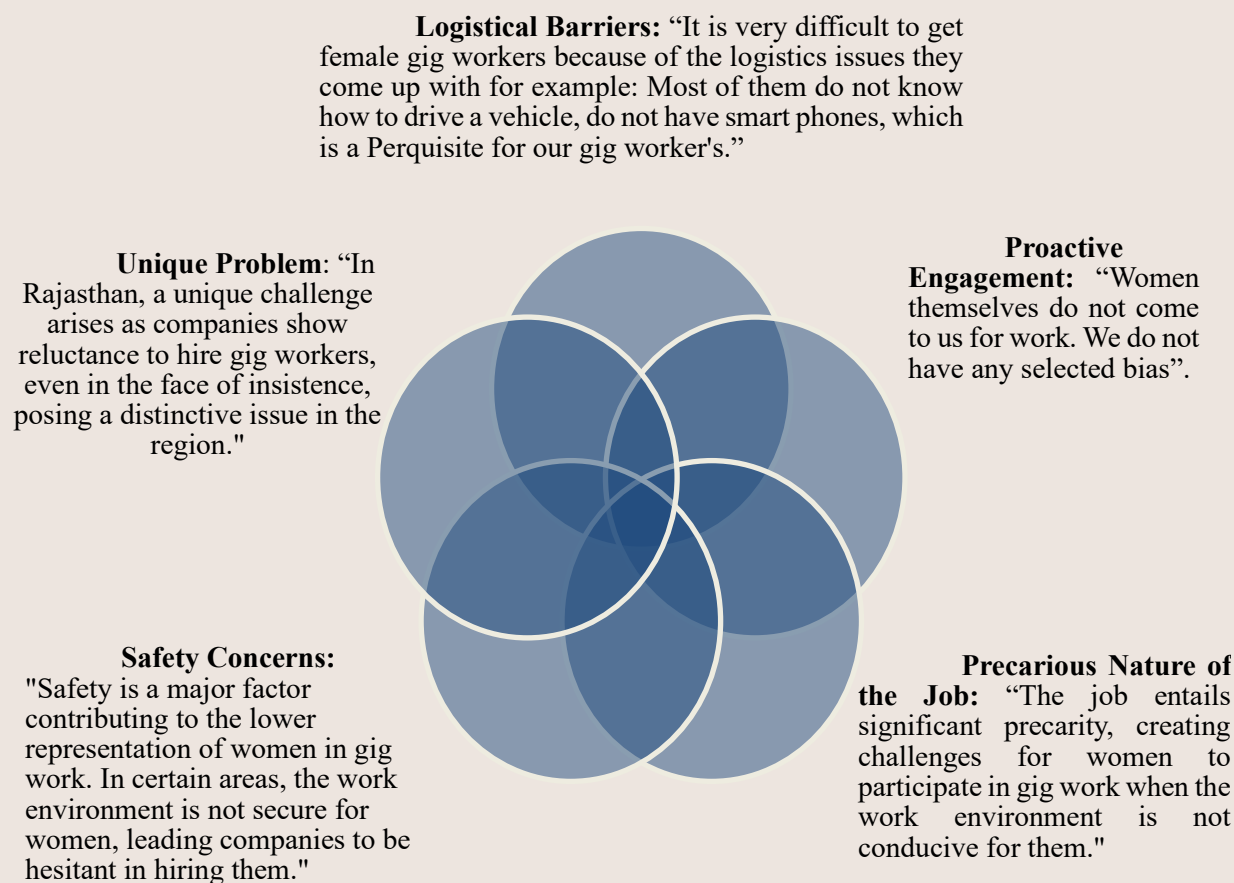 Logistical Barriers: “It is very difficult to get
female gig workers because of the logistics issues they
come up with for example: Most of them do not know
how to drive a vehicle, do not have smart phones, which
is a Perquisite for our gig worker's.”
Unique Problem: “In
Rajasthan, a unique challenge
arises as companies show
reluctance to hire gig workers,
even in the face of insistence,
posing a distinctive issue in the
region."
Proactive
Engagement: “Women
themselves do not come
to us for work. We do not
have any selected bias”.
Safety Concerns:
"Safety is a major factor
contributing to the lower
representation of women in gig
work. In certain areas, the work
environment is not secure for
women, leading companies to be
hesitant in hiring them."
Precarious Nature of
the Job: “The job entails
significant precarity, creating
challenges for women to
participate in gig work when the
work environment is not
conducive for them."